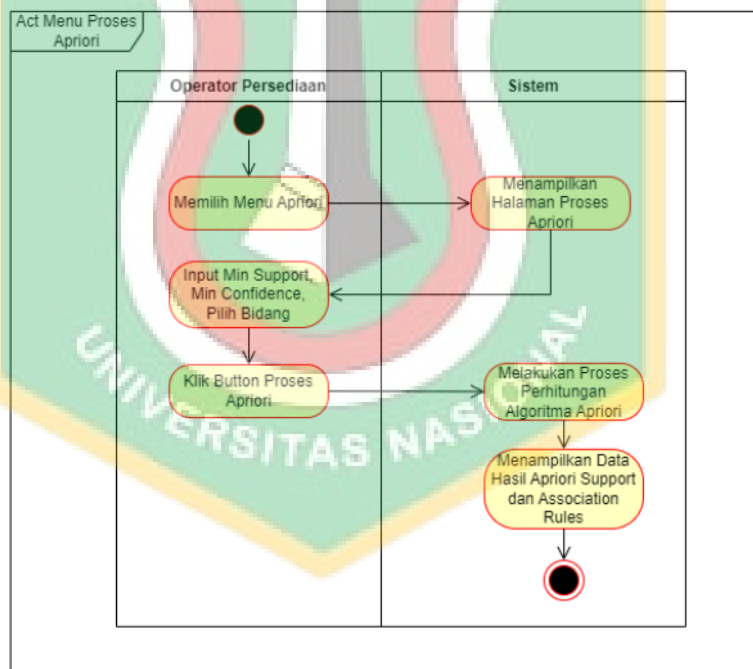 Act Menu Proses
Apriori
Operator Persediaan
Sistem
Memilih Menu Apriori
Menampilkan
Halaman Proses
Apriori
Input Min Support,
Min Confidence,
Pilih Bidang
Klik Button Proses
Apriori
Melakukan Proses
Perhitungan
Algoritma Apriori
Menampilkan Data
Hasil Apriori Support
dan Association
Rules
UNIVERSITAS NASIONAL